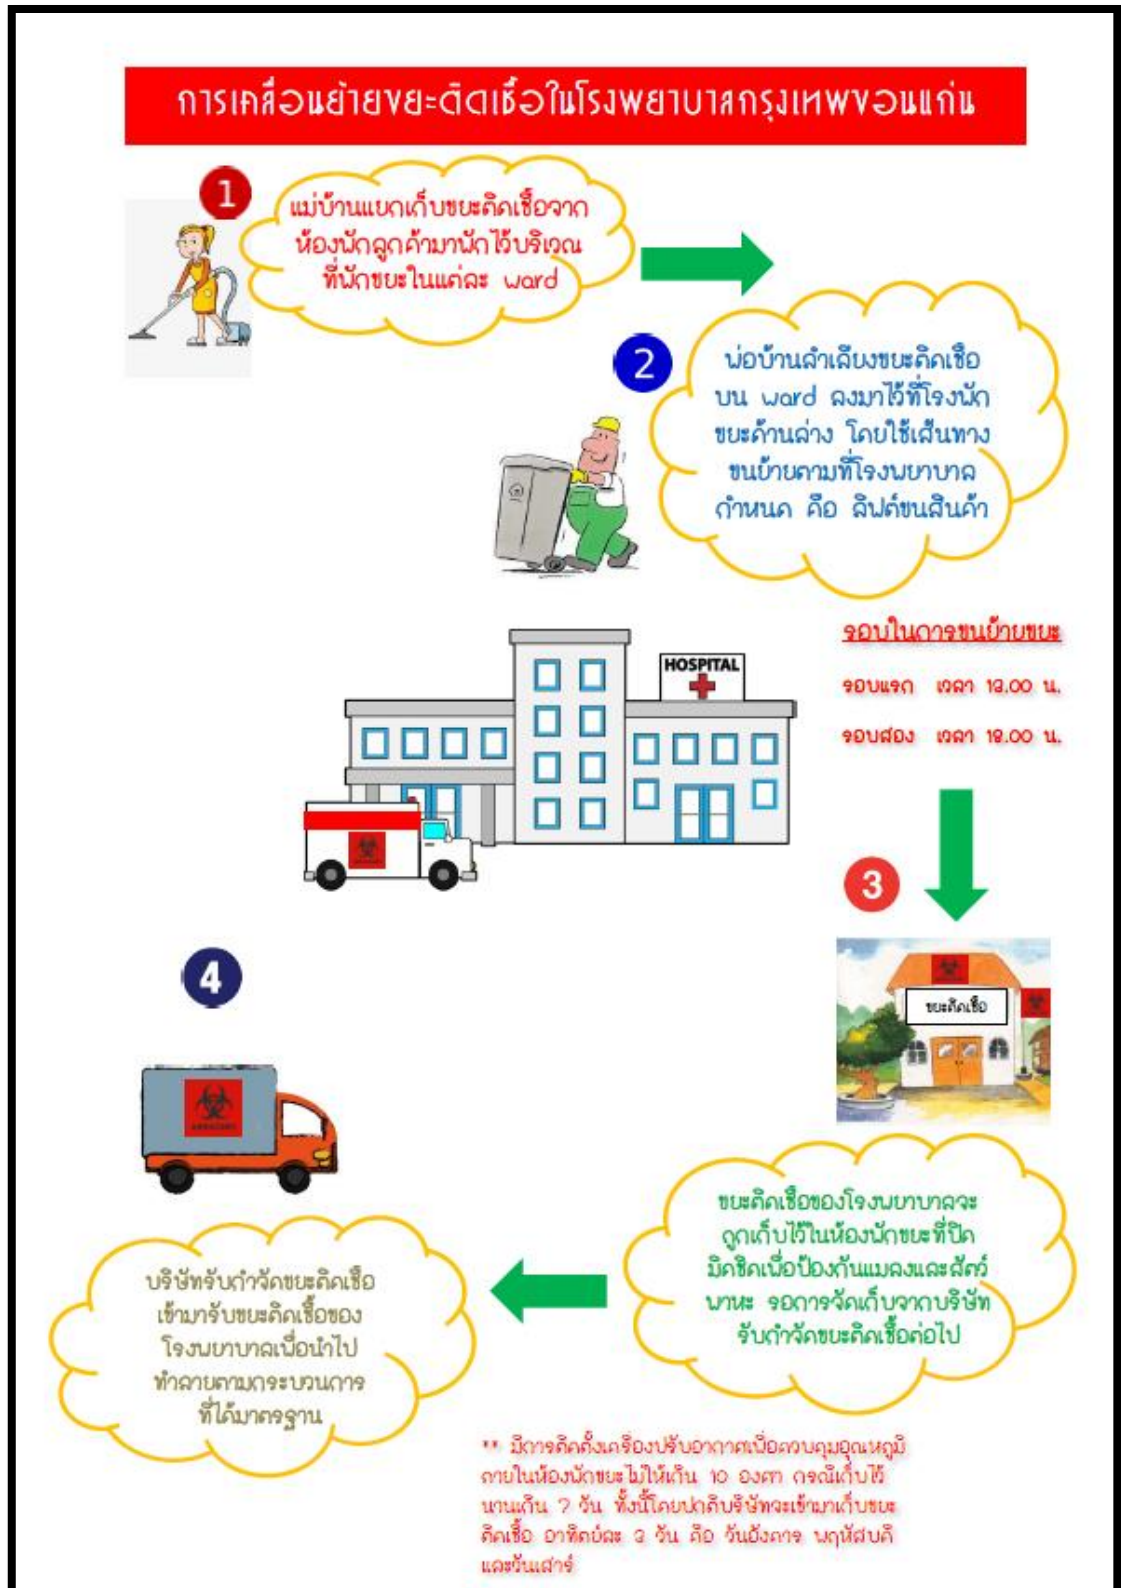 การเคลื่อนย้ายขยะติดเชื้อในโรงพยาบาลกรุงเทพขอนแก่น
1
แม่บ้านแยกเก็บขยะติดเชื้อจาก
ห้องพักลูกค้ามาพักไว้บริเวณ
ที่พักขยะในแต่ละ ward
2
พ่อบ้านลำเลียงขยะติดเชื้อ
บน ward ลงมาไว้ที่โรงพัก
ขยะด้านล่าง โดยใช้เส้นทาง
ขนย้ายตามที่โรงพยาบาล
กำหนด คือ ลิฟต์ขนสินค้า
รอบในการขนย้ายขยะ
รอบแรก เวลา 13.00 น.
รอบสอง เวลา 18.00 น.
HOSPITAL
3
ขยะติดเชื้อ
4
ขยะติดเชื้อของโรงพยาบาลจะ
ถูกเก็บไว้ในห้องพักขยะที่ปิด
มิดชิดเพื่อป้องกันแมลงและสัตว์
พาหะ รอการจัดเก็บจากบริษัท
รับกำจัดขยะติดเชื้อต่อไป
บริษัทรับกำจัดขยะติดเชื้อ
เข้ามารับขยะติดเชื้อของ
โรงพยาบาลเพื่อนำไป
ทำลายตามกระบวนการ
ที่ได้มาตรฐาน
** มีการติดตั้งเครื่องปรับอากาศเพื่อควบคุมอุณหภูมิ
ภายในห้องพักขยะไม่ให้เกิน 10 องศา กรณีเก็บไว้
นานเกิน 7 วัน ทั้งนี้โดยปกติบริษัทจะเข้ามาเก็บขยะ
ติดเชื้อ อาทิตย์ละ 3 วัน คือ วันอังคาร พฤหัสบดี
และวันเสาร์